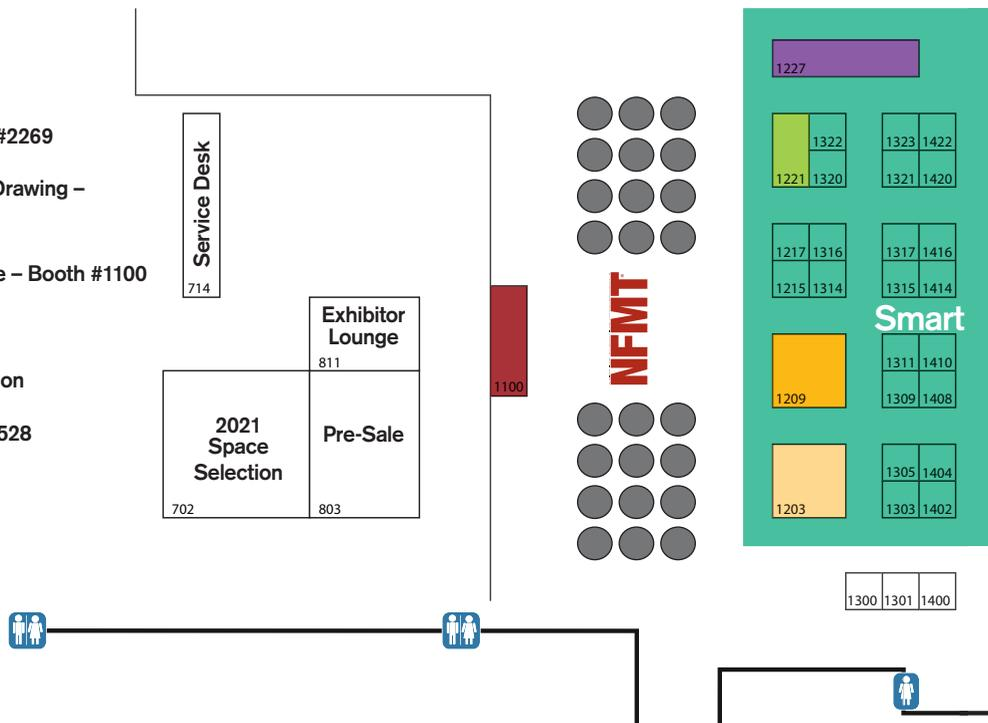 #2269
Drawing –
e – Booth #1100
on
528
Service Desk
714
Exhibitor
Lounge
811
2021
Space
Selection
702
Pre-Sale
803
1100
NFMT
1227
1322
1221 1320
1323 1422
1321 1420
1217 1316
1215 1314
1317 1416
1315 1414
Smart
1209
1311 1410
1309 1408
1203
1305 1404
1303 1402
1300 1301 1400